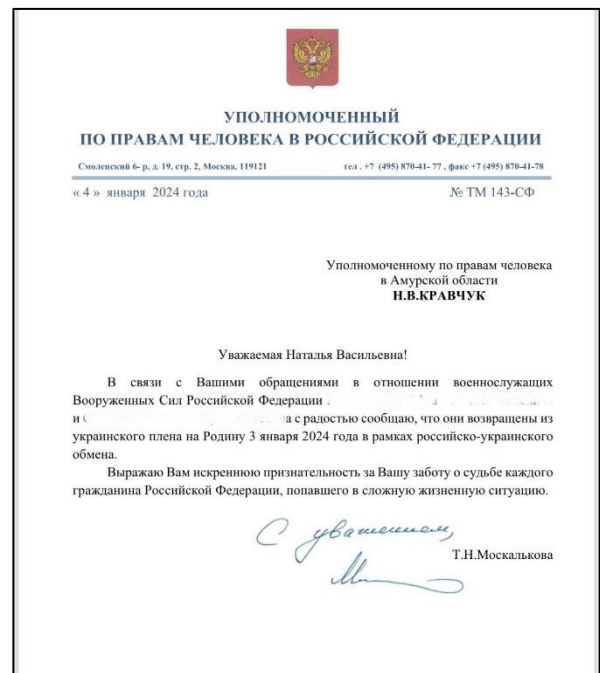 УПОЛНОМОЧЕННЫЙ
ПО ПРАВАМ ЧЕЛОВЕКА В РОССИЙСКОЙ ФЕДЕРАЦИИ
Смоленский б- р, д. 19, стр. 2, Москва, 119121 тел . +7 (495) 870-41- 77 , факс +7 (495) 870-41-78
« 4 » января 2024 года № ТМ 143-СФ
Уполномоченному по правам человека
в Амурской области
Н.В.КРАВЧУК
Уважаемая Наталья Васильевна!
В связи с Вашими обращениями в отношении военнослужащих
Вооруженных Сил Российской Федерации
и с радостью сообщаю, что они возвращены из
украинского плена на Родину 3 января 2024 года в рамках российско-украинского
обмена.
Выражаю Вам искреннюю признательность за Вашу заботу о судьбе каждого
гражданина Российской Федерации, попавшего в сложную жизненную ситуацию.
С уважением,
Т.Н.Москалькова